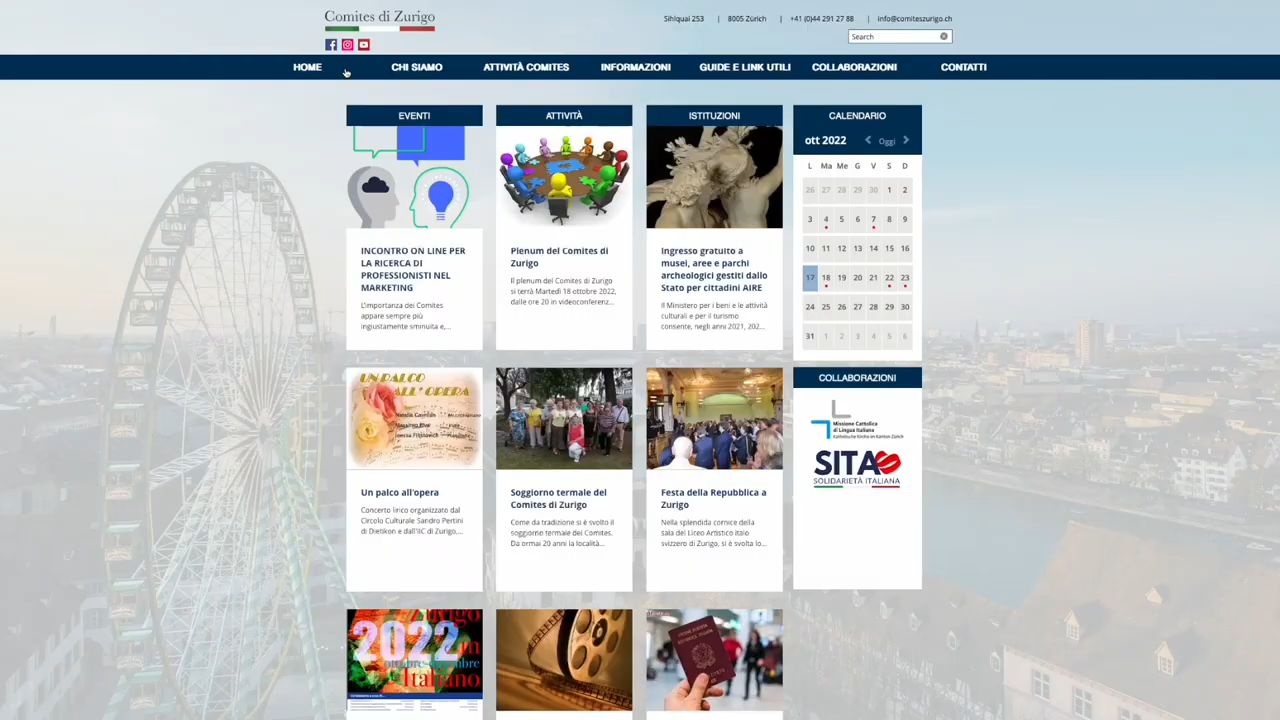 Comites di Zurigo
Sihlquai 253 | 8005 Zürich | +41 (0)44 291 27 88 | info@comiteszurigo.ch
Search
HOME
CHI SIAMO
ATTIVITÀ COMITES
INFORMAZIONI
GUIDE E LINK UTILI
COLLABORAZIONI
CONTATTI
EVENTI
INCONTRO ON LINE PER
LA RICERCA DI
PROFESSIONISTI NEL
MARKETING
L'importanza dei Comites
appare sempre più
ingiustamente sminuita e,...
ATTIVITÀ
Plenum del Comites di
Zurigo
Il plenum del Comites di Zurigo
si terrà Martedì 18 ottobre 2022,
dalle ore 20 in videoconferenz...
ISTITUZIONI
Ingresso gratuito a
musei, aree e parchi
archeologici gestiti dallo
Stato per cittadini AIRE
Il Ministero per i beni e le attività
culturali e per il turismo
consente, negli anni 2021, 202...
CALENDARIO
ott 2022
Oggi
L Ma Me G V S D
26 27 28 29 30 1 2
3 4 5 6 7 8 9
10 11 12 13 14 15 16
17 18 19 20 21 22 23
24 25 26 27 28 29 30
31 1 2 3 4 5 6
UN PALCO
ALL'OPERA
Un palco all'opera
Concerto lirico organizzato dal
Circolo Culturale Sandro Pertini
di Dietikon e dall'IIC di Zurigo,...
Soggiorno termale del
Comites di Zurigo
Come da tradizione si è svolto il
soggiorno termale dei Comites.
Da ormai 20 anni la località...
Festa della Repubblica a
Zurigo
Nella splendida cornice della
sala del Liceo Artistico Italo
svizzero di Zurigo, si è svolta lo...
COLLABORAZIONI
Missione Cattolica
di Lingua Italiana
Katholische Kirche im Kanton Zürich
SITA
SOLIDARIETÀ ITALIANA
Zurigo
2022 in
ottobre-dicembre
Italiano